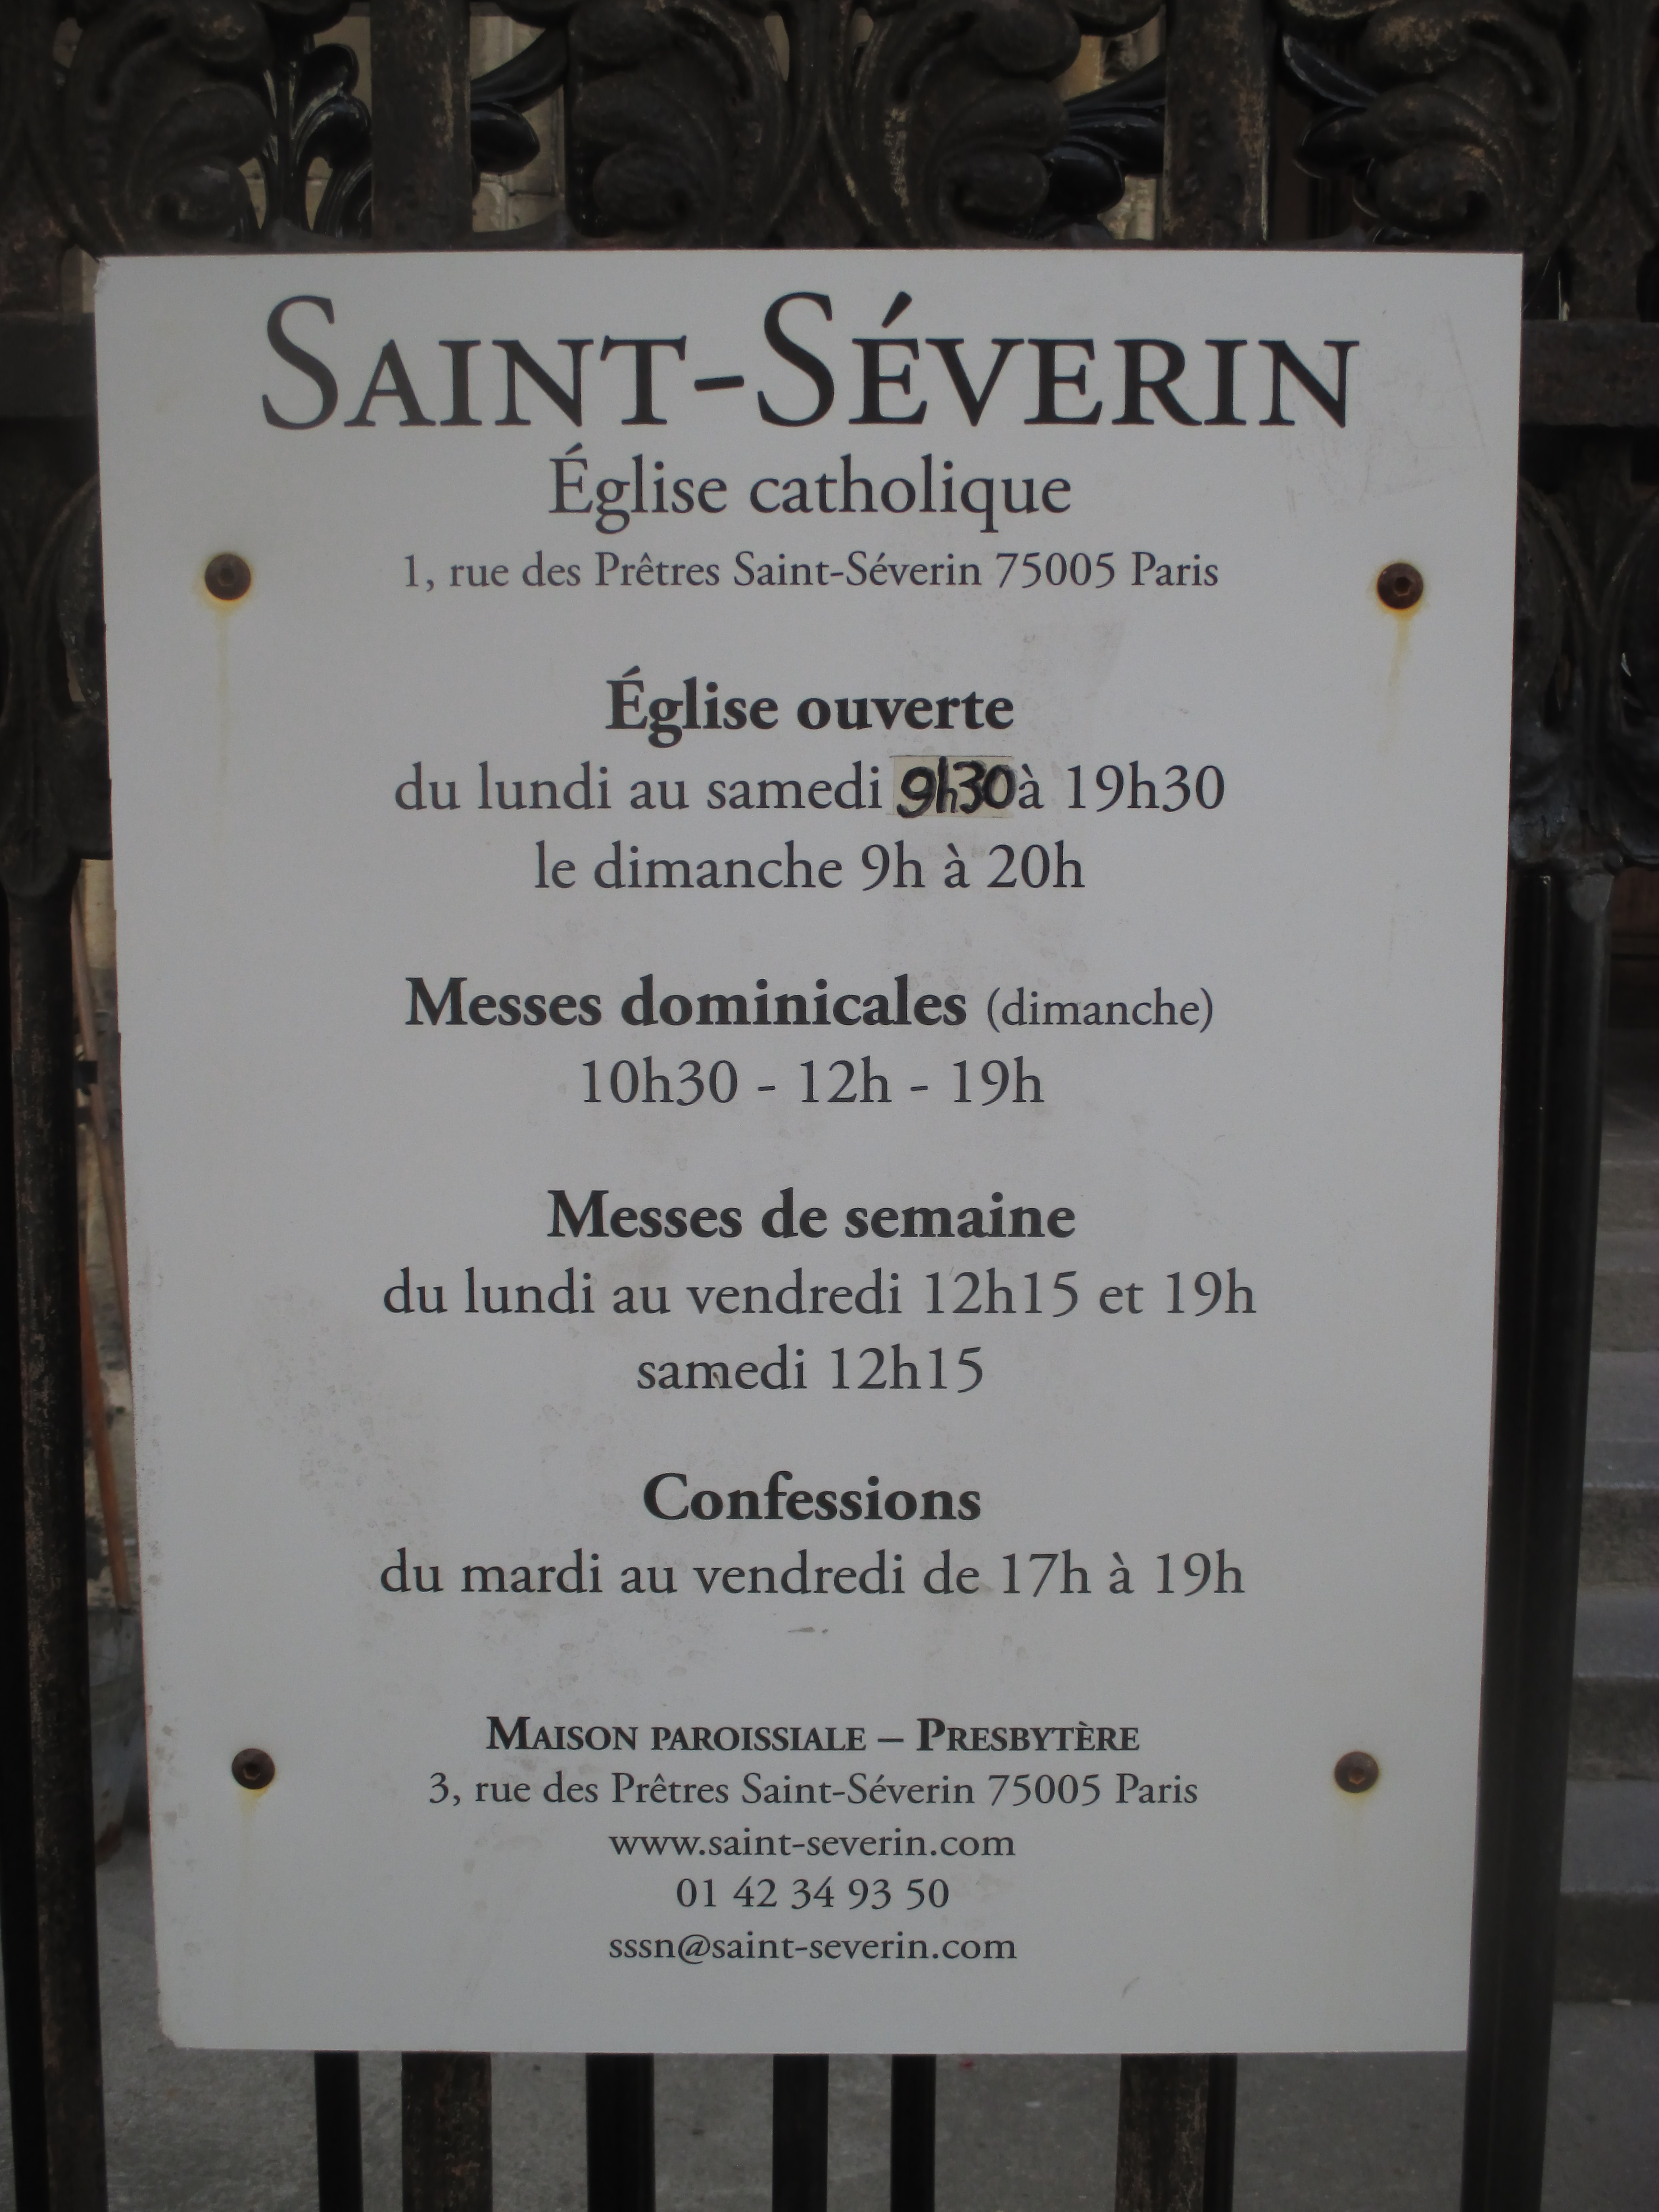 SAINT-SÉVERIN
Église catholique
1, rue des Prêtres Saint-Séverin 75005 Paris
Église ouverte
du lundi au samedi 9h30 à 19h30
le dimanche 9h à 20h
Messes dominicales (dimanche)
10h30 - 12h - 19h
Messes de semaine
du lundi au vendredi 12h15 et 19h
samedi 12h15
Confessions
du mardi au vendredi de 17h à 19h
MAISON PAROISSIALE – PRESBYTÈRE
3, rue des Prêtres Saint-Séverin 75005 Paris
www.saint-severin.com
01 42 34 93 50
sssn@saint-severin.com